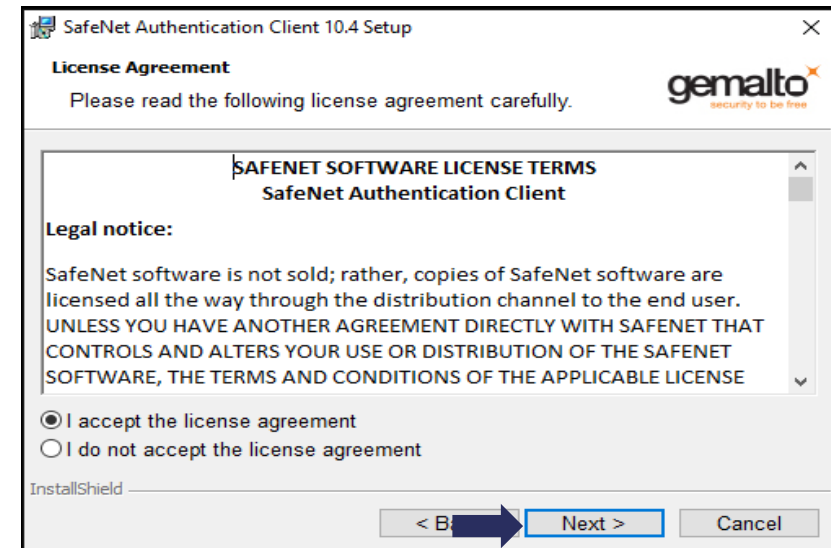 SafeNet Authentication Client 10.4 Setup
License Agreement
Please read the following license agreement carefully.
gemalto
security to be free
SAFENET SOFTWARE LICENSE TERMS
SafeNet Authentication Client
Legal notice:
SafeNet software is not sold; rather, copies of SafeNet software are
licensed all the way through the distribution channel to the end user.
UNLESS YOU HAVE ANOTHER AGREEMENT DIRECTLY WITH SAFENET THAT
CONTROLS AND ALTERS YOUR USE OR DISTRIBUTION OF THE SAFENET
SOFTWARE, THE TERMS AND CONDITIONS OF THE APPLICABLE LICENSE
I accept the license agreement
I do not accept the license agreement
InstallShield
< Next > Cancel